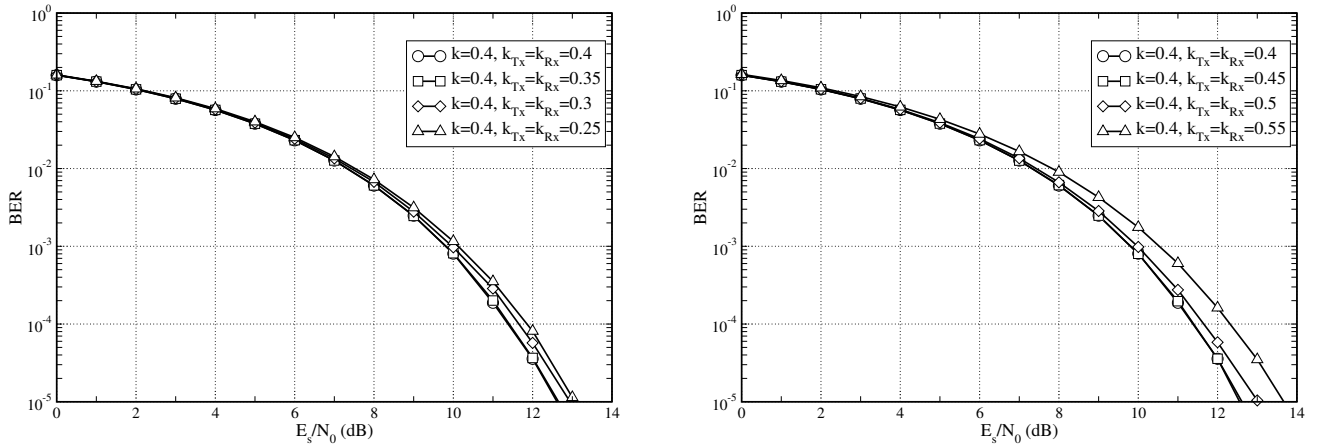 10⁰
10⁻¹
10⁻²
10⁻³
10⁻⁴
10⁻⁵
BER
k=0.4, k_Tx=k_Rx=0.4
k=0.4, k_Tx=k_Rx=0.35
k=0.4, k_Tx=k_Rx=0.3
k=0.4, k_Tx=k_Rx=0.25
0 2 4 6 8 10 12 14
E_s/N_0 (dB)
10⁰
10⁻¹
10⁻²
10⁻³
10⁻⁴
10⁻⁵
BER
k=0.4, k_Tx=k_Rx=0.4
k=0.4, k_Tx=k_Rx=0.45
k=0.4, k_Tx=k_Rx=0.5
k=0.4, k_Tx=k_Rx=0.55
0 2 4 6 8 10 12 14
E_s/N_0 (dB)